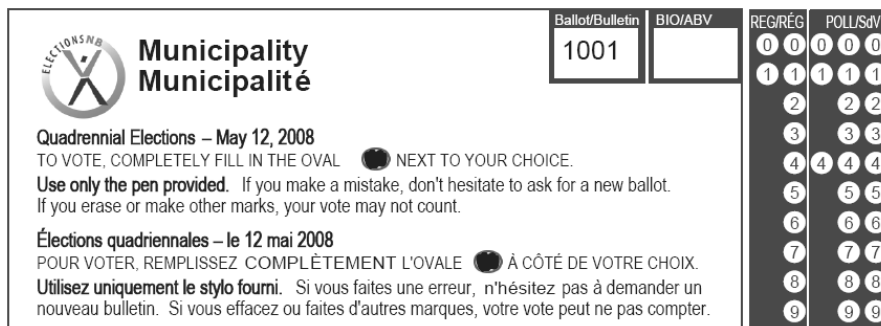 ELECTIONSNB
Municipality
Municipalité
Ballot/Bulletin BIO/ABV
1001
REG/RÉG POLL/SdV
0 0 0 0 0
1 1 1 1 1
2 2 2
3 3 3
4 4 4 4
5 5 5
6 6 6
7 7 7
8 8 8
9 9 9
Quadrennial Elections – May 12, 2008
TO VOTE, COMPLETELY FILL IN THE OVAL NEXT TO YOUR CHOICE.
Use only the pen provided. If you make a mistake, don't hesitate to ask for a new ballot.
If you erase or make other marks, your vote may not count.
Élections quadriennales – le 12 mai 2008
POUR VOTER, REMPLISSEZ COMPLÈTEMENT L'OVALE À CÔTÉ DE VOTRE CHOIX.
Utilisez uniquement le stylo fourni. Si vous faites une erreur, n'hésitez pas à demander un
nouveau bulletin. Si vous effacez ou faites d'autres marques, votre vote peut ne pas compter.